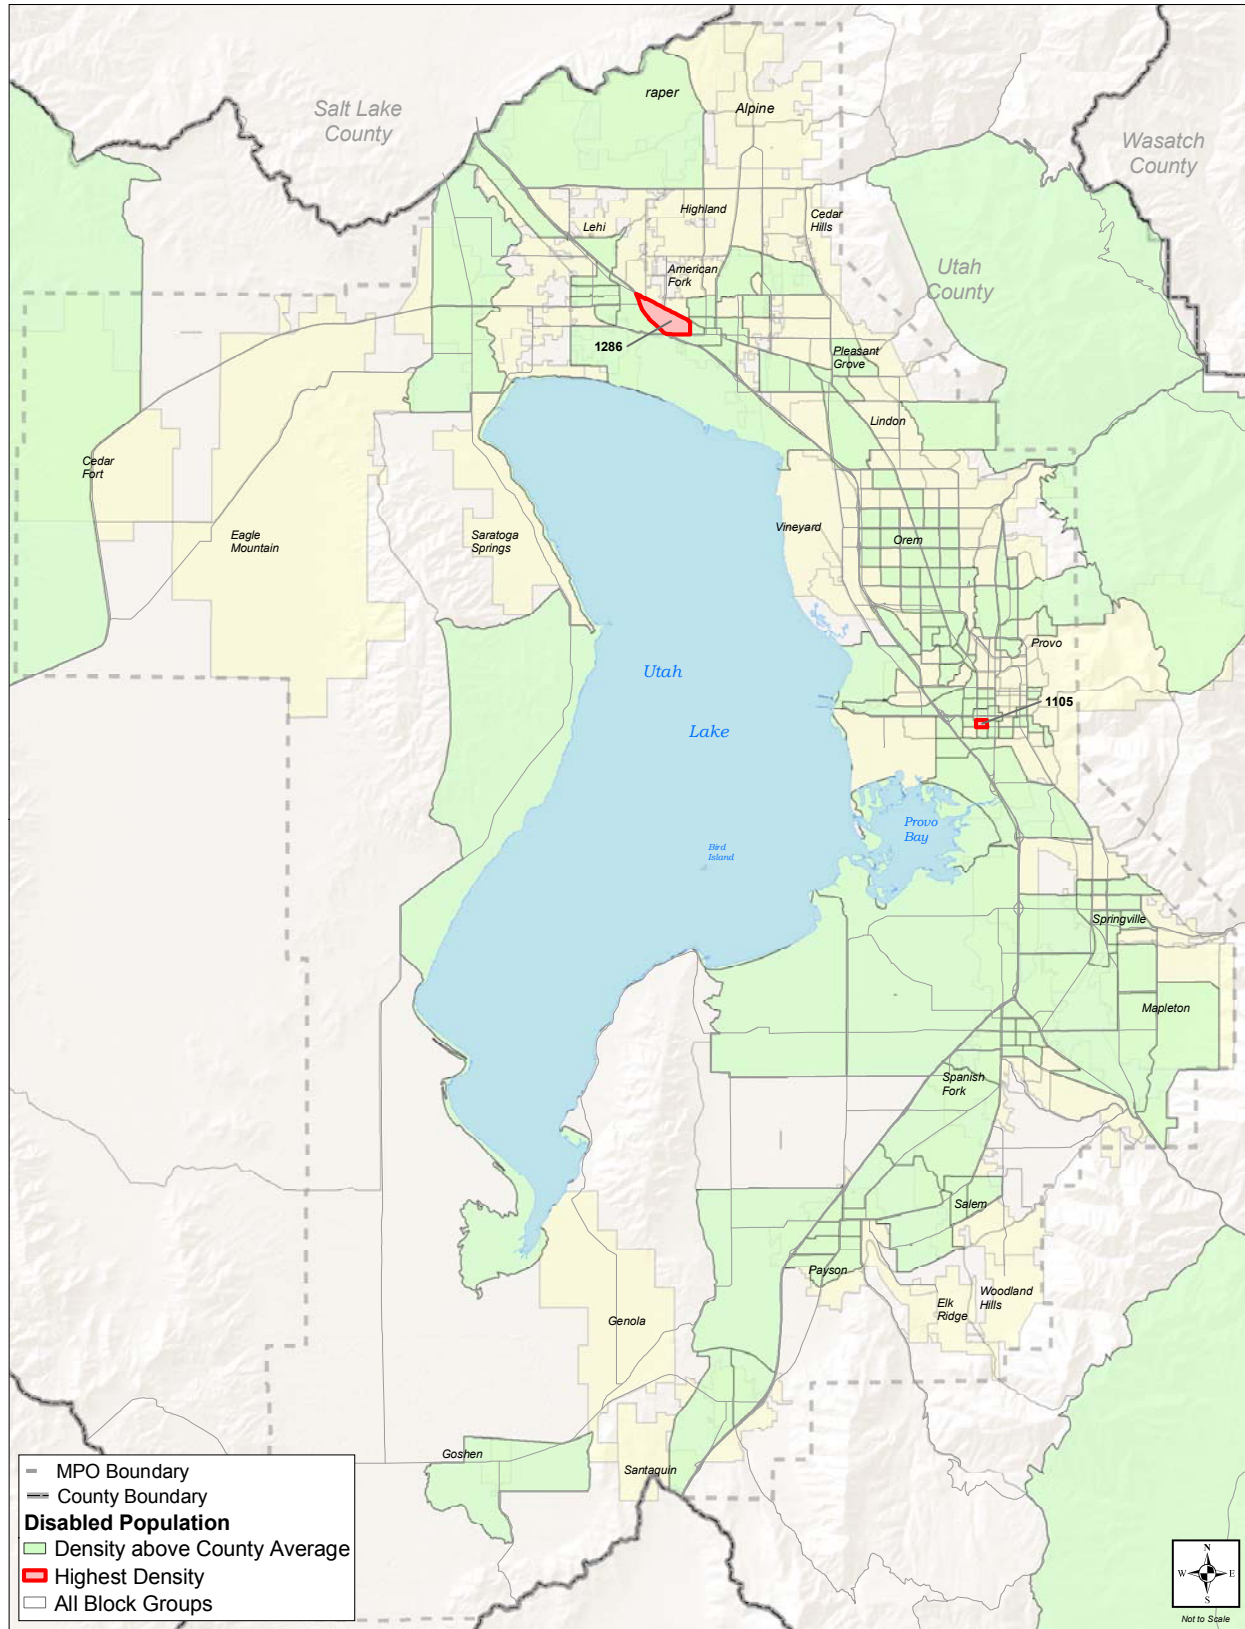 raper
Alpine
Salt Lake
County
Wasatch
County
Highland
Lehi
Cedar
Hills
American
Fork
Utah
County
1286
Pleasant
Grove
Lindon
Cedar
Fort
Eagle
Mountain
Saratoga
Springs
Vineyard
Orem
Provo
Utah
Lake
1105
Provo
Bay
Bird
Island
Springville
Mapleton
Spanish
Fork
Salem
Payson
Elk
Ridge
Woodland
Hills
Genola
Goshen
Santaquin
MPO Boundary
County Boundary
Disabled Population
Density above County Average
Highest Density
All Block Groups
N
W E
S
Not to Scale